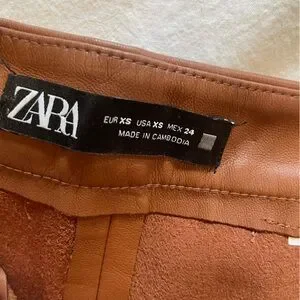 ZARA
EUR XS USA XS MEX 24
MADE IN CAMBODIA